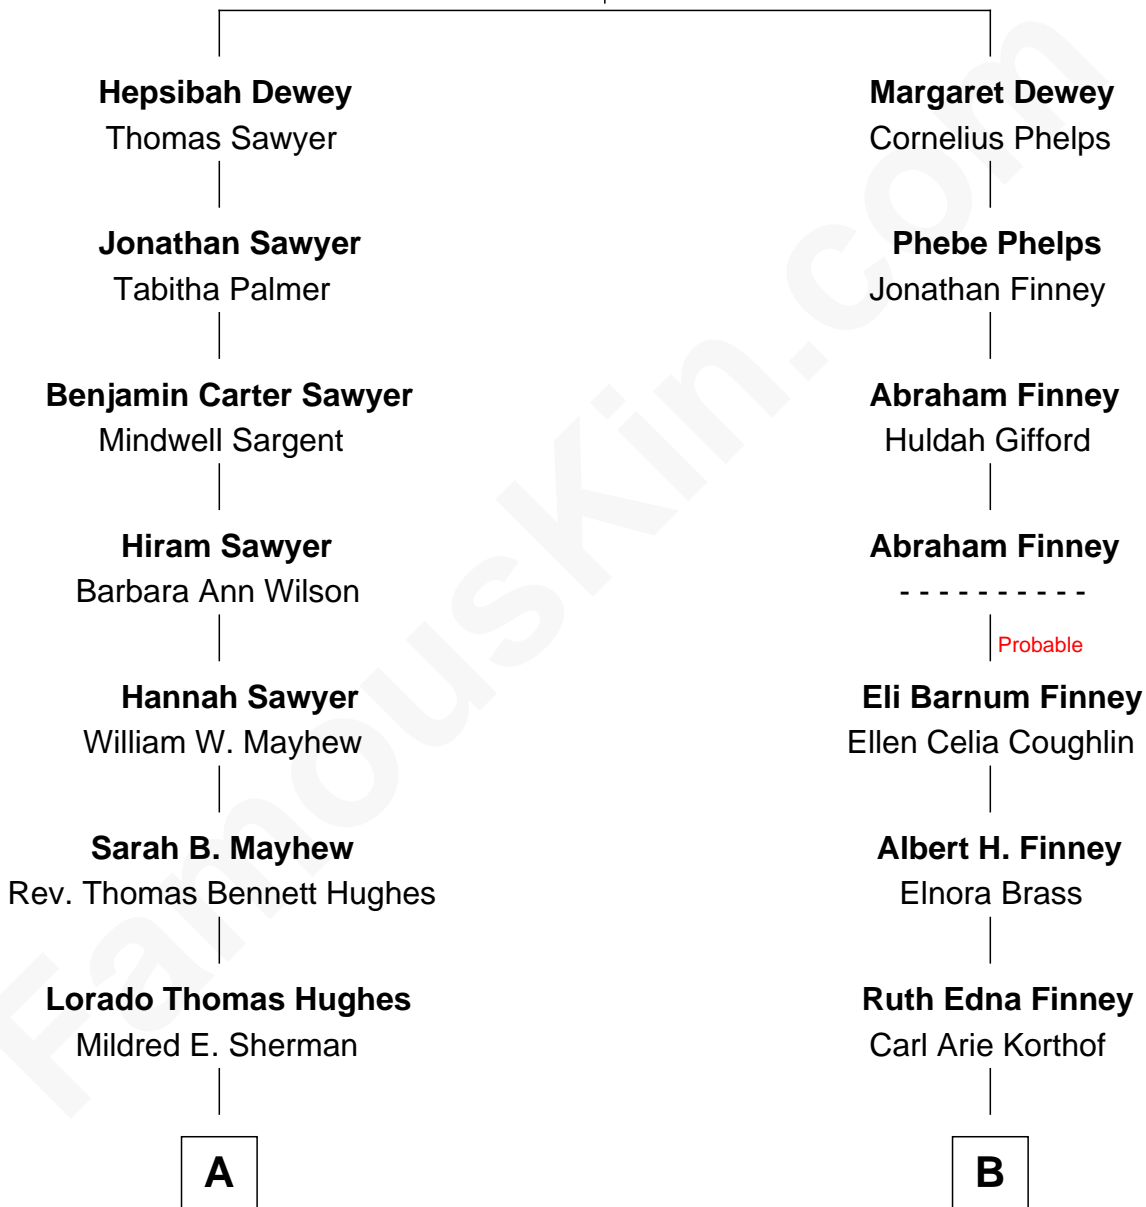 Hepsibah Dewey
Thomas Sawyer
Margaret Dewey
Cornelius Phelps
Jonathan Sawyer
Tabitha Palmer
Phebe Phelps
Jonathan Finney
Benjamin Carter Sawyer
Mindwell Sargent
Abraham Finney
Huldah Gifford
Hiram Sawyer
Barbara Ann Wilson
Abraham Finney
- - - - - - - - - -
Probable
Hannah Sawyer
William W. Mayhew
Eli Barnum Finney
Ellen Celia Coughlin
Sarah B. Mayhew
Rev. Thomas Bennett Hughes
Albert H. Finney
Elnora Brass
Lorado Thomas Hughes
Mildred E. Sherman
Ruth Edna Finney
Carl Arie Korthof
A
B
FamousKin.com